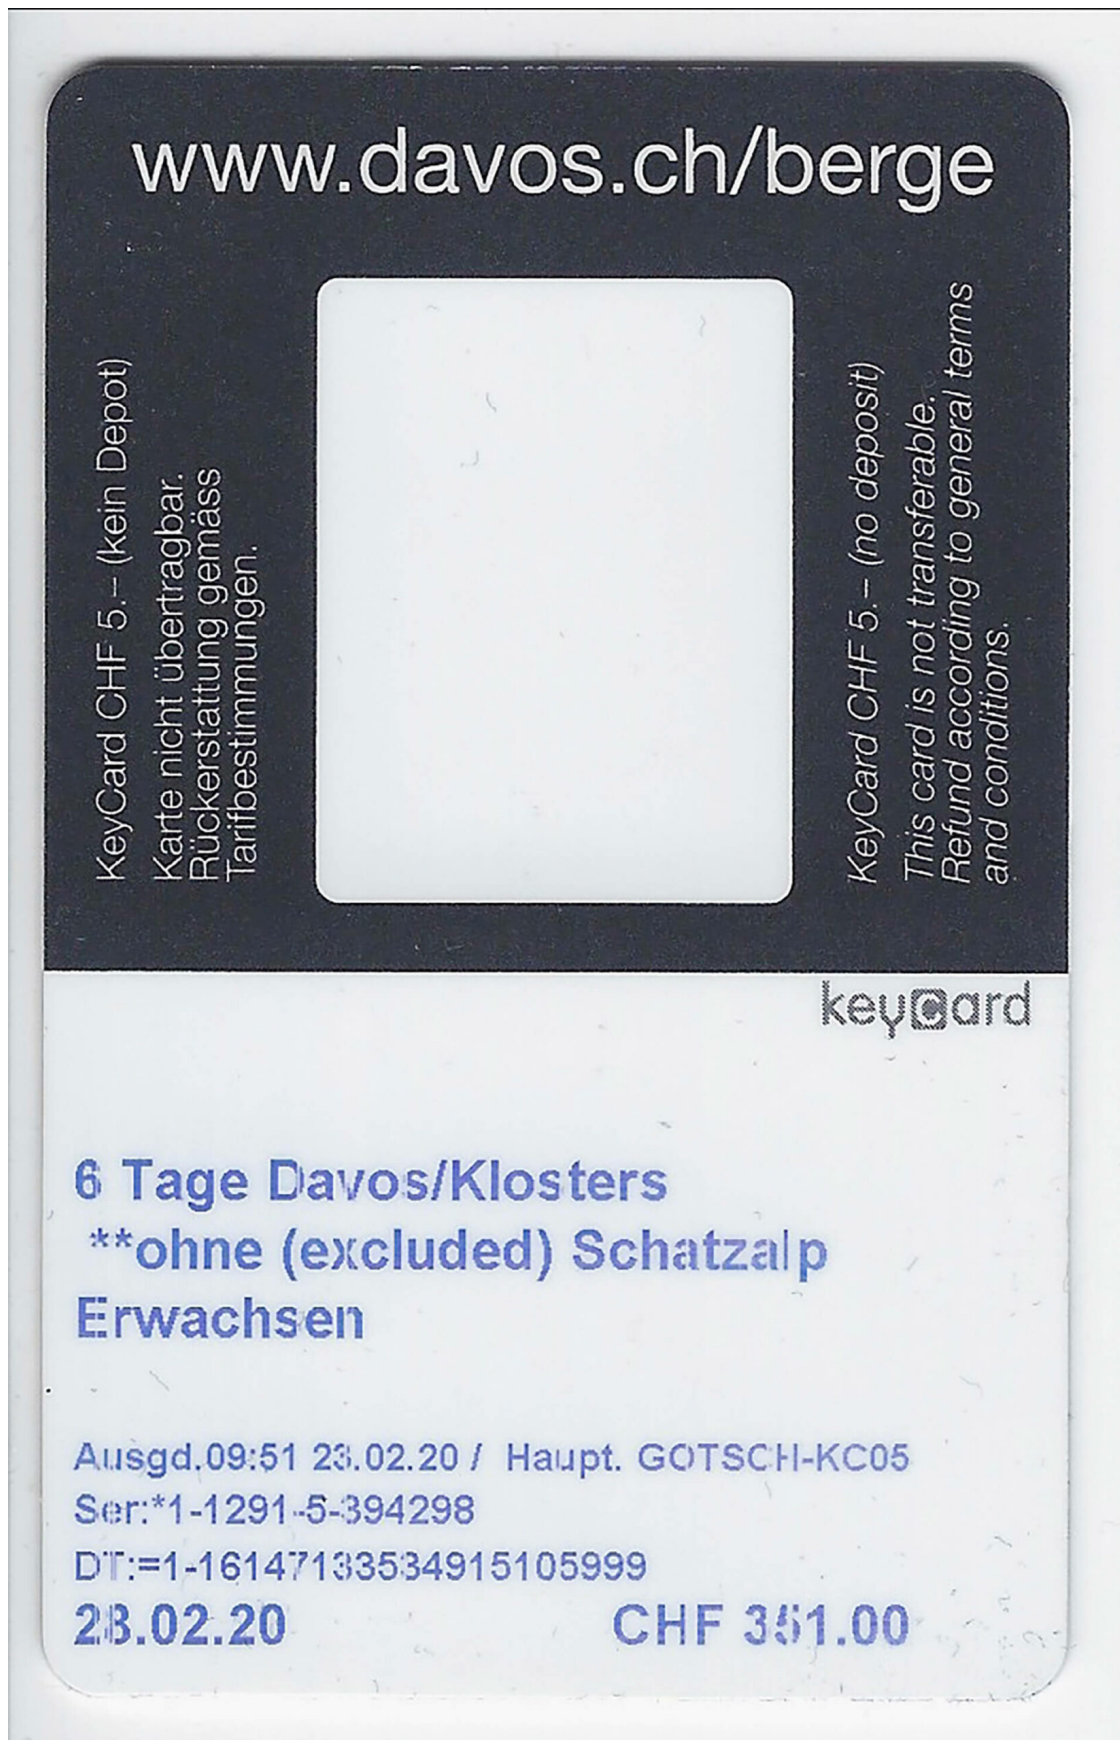 www.davos.ch/berge
KeyCard CHF 5.– (kein Depot)
Karte nicht übertragbar.
Rückerstattung gemäss
Tarifbestimmungen.
KeyCard CHF 5.– (no deposit)
This card is not transferable.
Refund according to general terms
and conditions.
keycard
6 Tage Davos/Klosters
**ohne (excluded) Schatzalp
Erwachsen
Ausgd.09:51 23.02.20 / Haupt. GOTSCH-KC05
Ser:*1-1291-5-394298
DT:=1-16147133534915105999
23.02.20 CHF 351.00